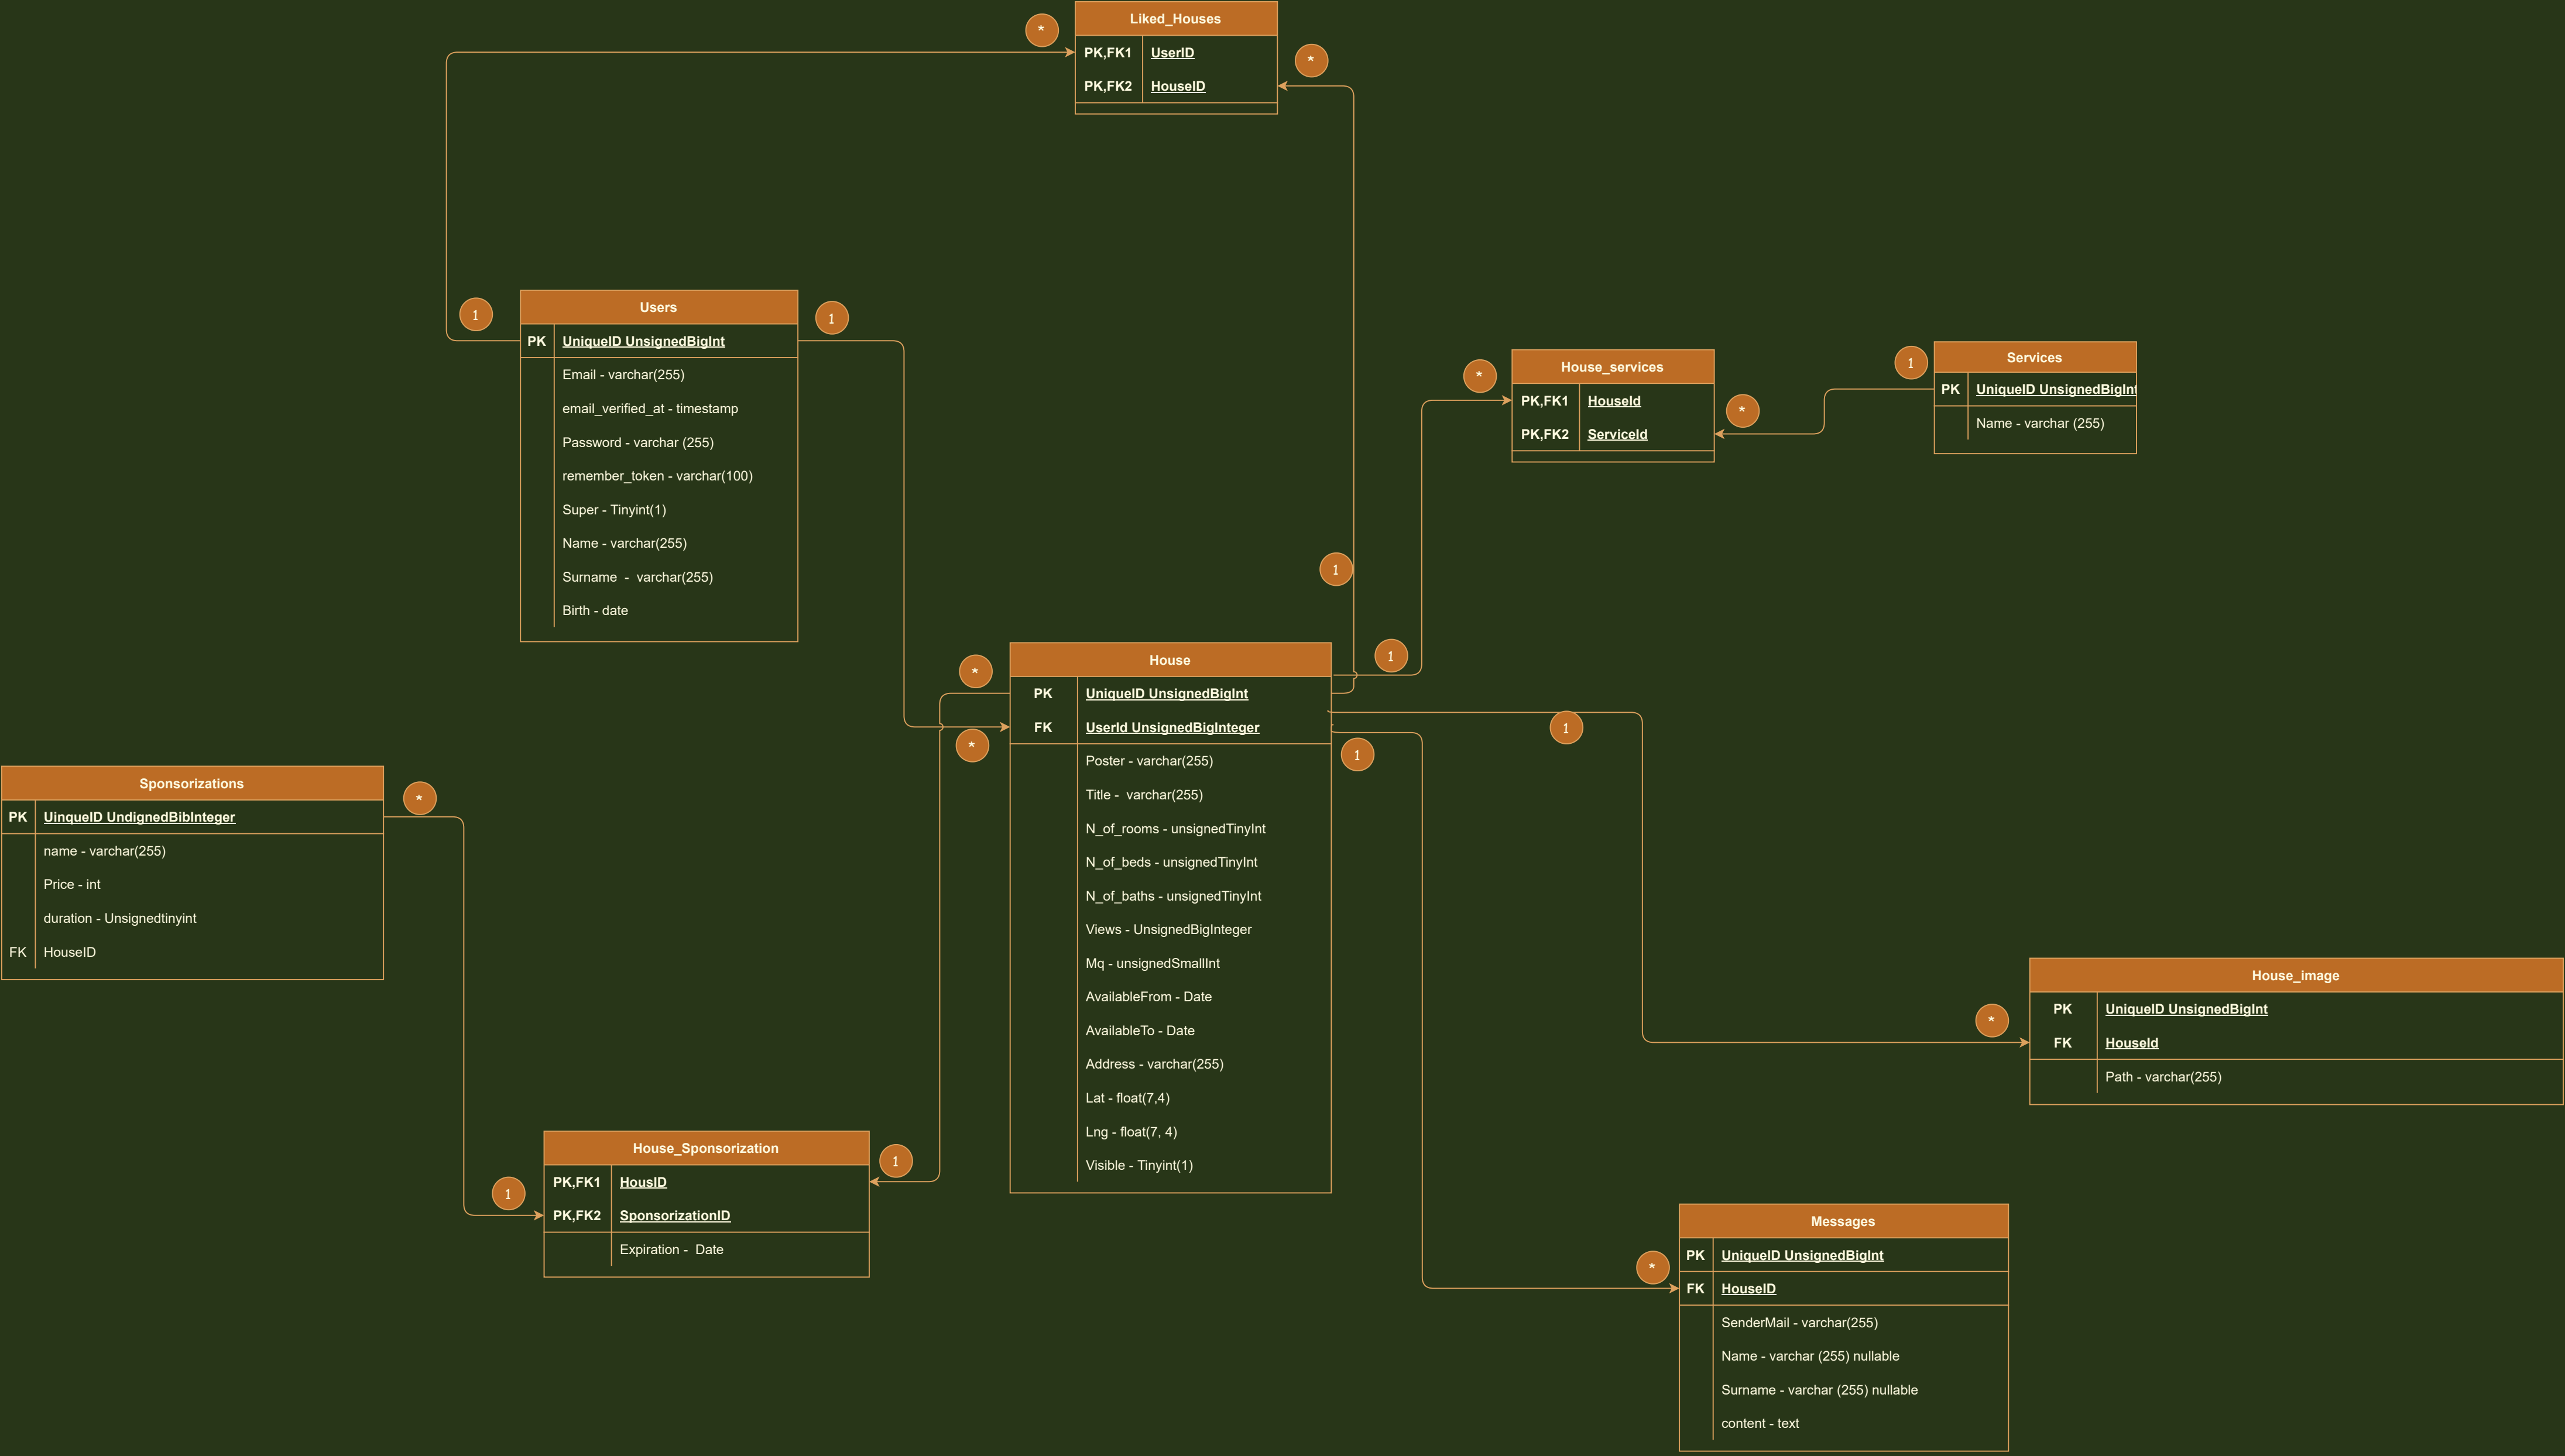 Liked_Houses
PK,FK1 UserID
PK,FK2 HouseID
*
*
Users
PK UniqueID UnsignedBigInt
Email - varchar(255)
email_verified_at - timestamp
Password - varchar (255)
remember_token - varchar(100)
Super - Tinyint(1)
Name - varchar(255)
Surname  -  varchar(255)
Birth - date
1
1
House_services
PK,FK1 HouseId
PK,FK2 ServiceId
*
*
Services
PK UniqueID UnsignedBigInt
Name - varchar (255)
1
House
PK UniqueID UnsignedBigInt
FK UserId UnsignedBigInteger
Poster - varchar(255)
Title -  varchar(255)
N_of_rooms - unsignedTinyInt
N_of_beds - unsignedTinyInt
N_of_baths - unsignedTinyInt
Views - UnsignedBigInteger
Mq - unsignedSmallInt
AvailableFrom - Date
AvailableTo - Date
Address - varchar(255)
Lat - float(7,4)
Lng - float(7, 4)
Visible - Tinyint(1)
*
*
1
1
1
1
Sponsorizations
PK UinqueID UndignedBibInteger
name - varchar(255)
Price - int
duration - Unsignedtinyint
FK HouseID
*
House_Sponsorization
PK,FK1 HousID
PK,FK2 SponsorizationID
Expiration -  Date
1
1
House_image
PK UniqueID UnsignedBigInt
FK HouseId
Path - varchar(255)
*
Messages
PK UniqueID UnsignedBigInt
FK HouseID
SenderMail - varchar(255)
Name - varchar (255) nullable
Surname - varchar (255) nullable
content - text
*